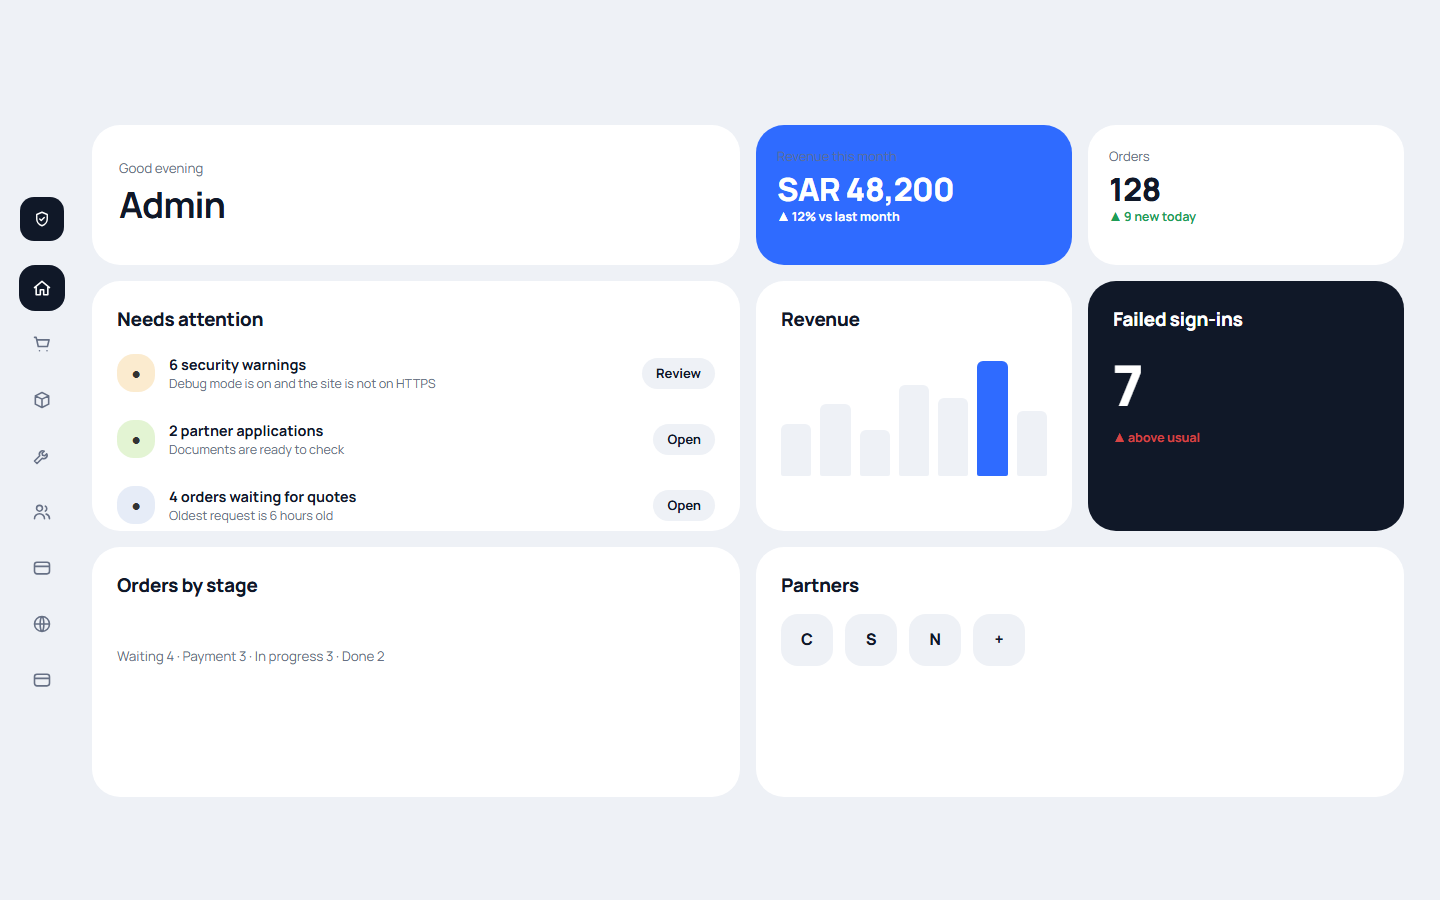 Good evening
Admin
Revenue this month
SAR 48,200
▲ 12% vs last month
Orders
128
▲ 9 new today
Needs attention
6 security warnings
Debug mode is on and the site is not on HTTPS
Review
2 partner applications
Documents are ready to check
Open
4 orders waiting for quotes
Oldest request is 6 hours old
Open
Revenue
Failed sign-ins
7
▲ above usual
Orders by stage
Waiting 4 · Payment 3 · In progress 3 · Done 2
Partners
C S N +